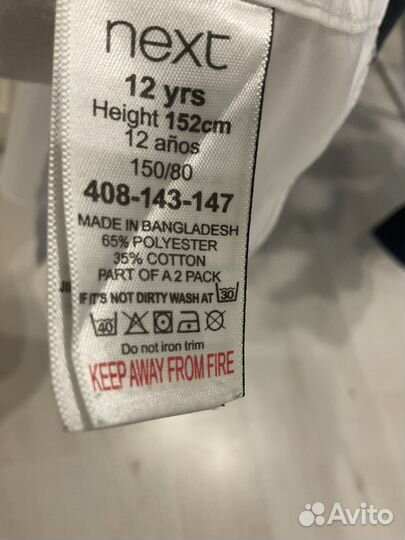 next
12 yrs
Height 152cm
12 años
150/80
408-143-147
MADE IN BANGLADESH
65% POLYESTER
35% COTTON
PART OF A 2 PACK
IF IT'S NOT DIRTY WASH AT 30
40
Do not iron trim
KEEP AWAY FROM FIRE
Avito